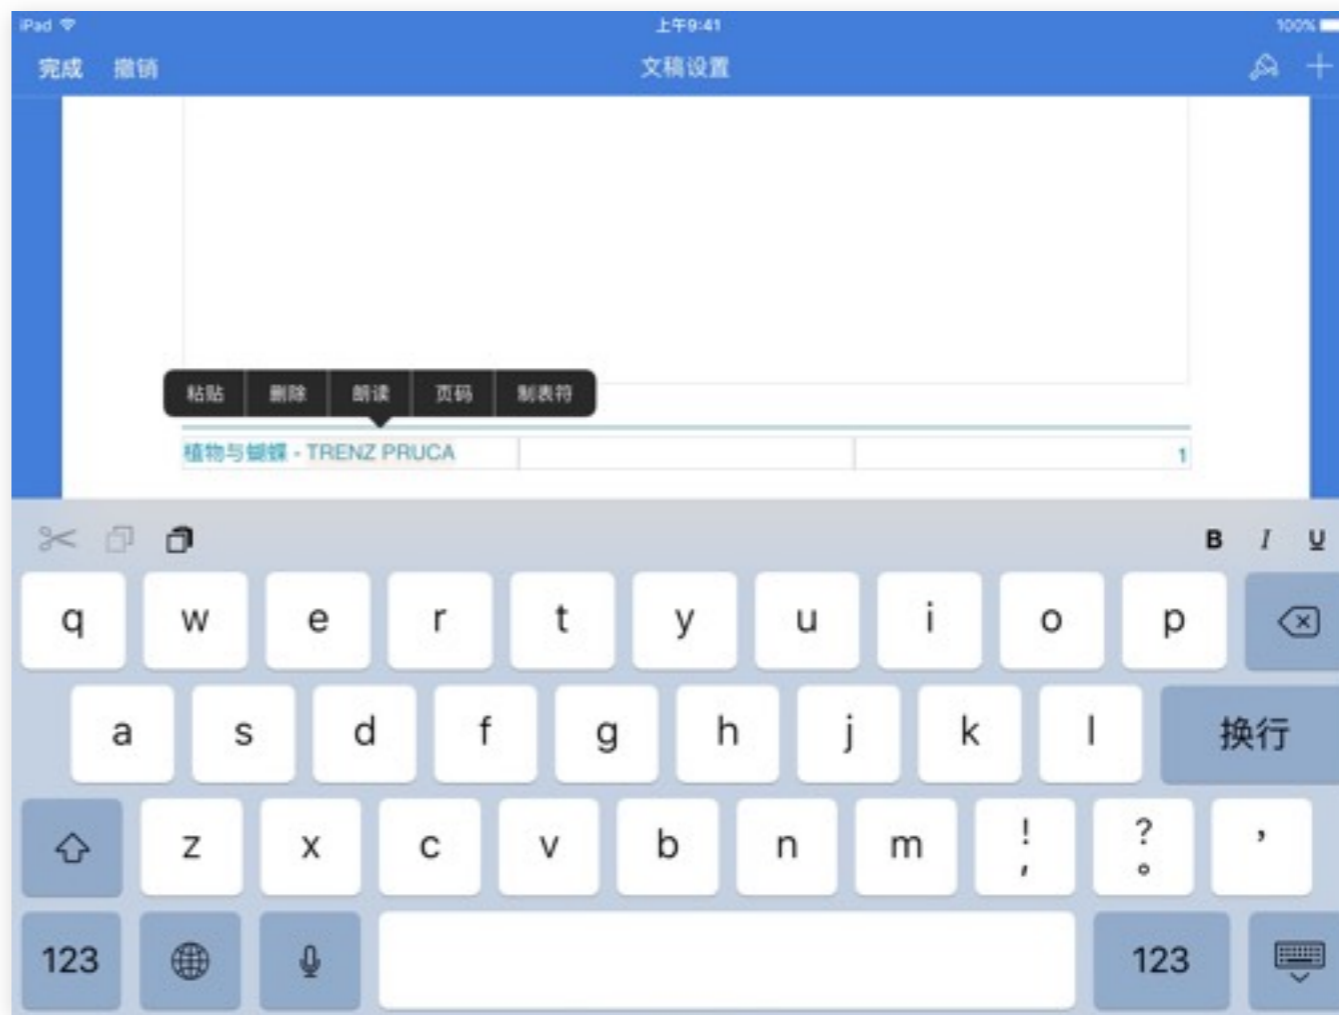 iPad 上午9:41 100%
完成 撤销 文稿设置
粘贴 删除 朗读 页码 制表符
植物与蝴蝶 - TRENZ PRUCA 1
B I U
q w e r t y u i o p
a s d f g h j k l 换行
z x c v b n m ! , ? 。 ’
123 123